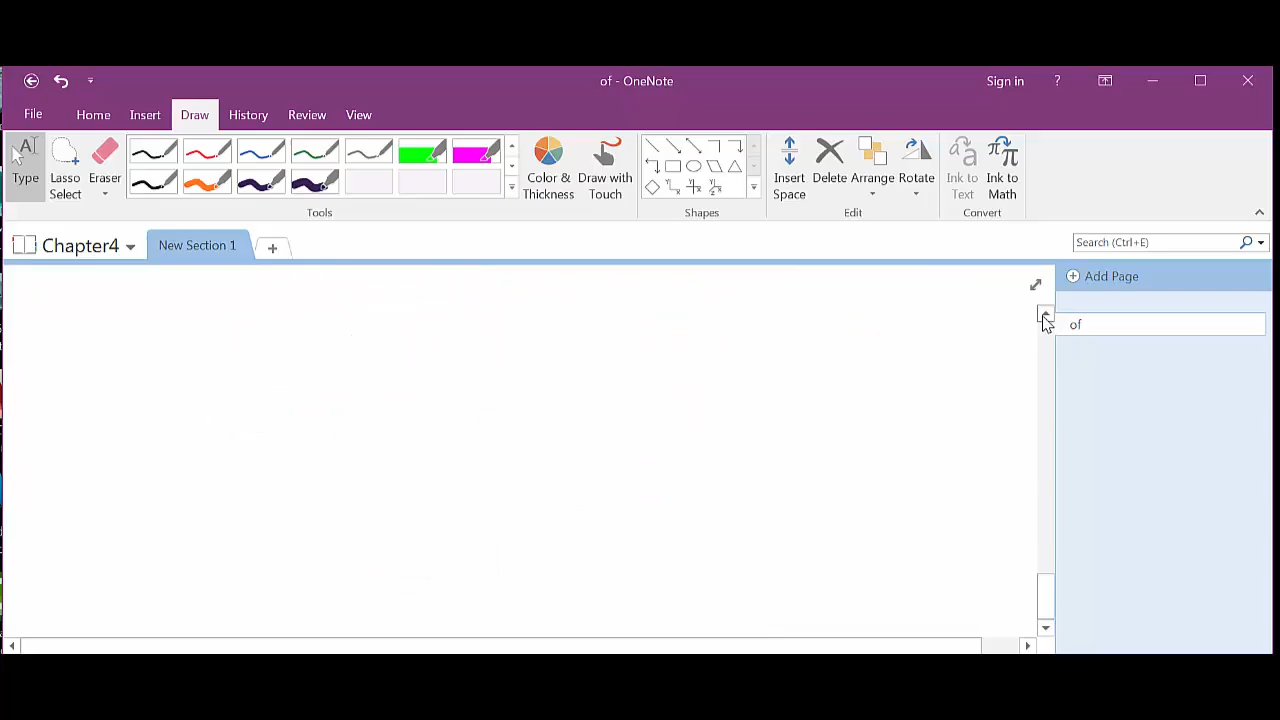 of - OneNote
Sign in ?
File Home Insert Draw History Review View
Type
Lasso Select
Eraser
Color & Thickness
Draw with Touch
Insert Space
Delete
Arrange
Rotate
Ink to Text
Ink to Math
Tools Shapes Edit Convert
Chapter4 New Section 1
Search (Ctrl+E)
Add Page
of